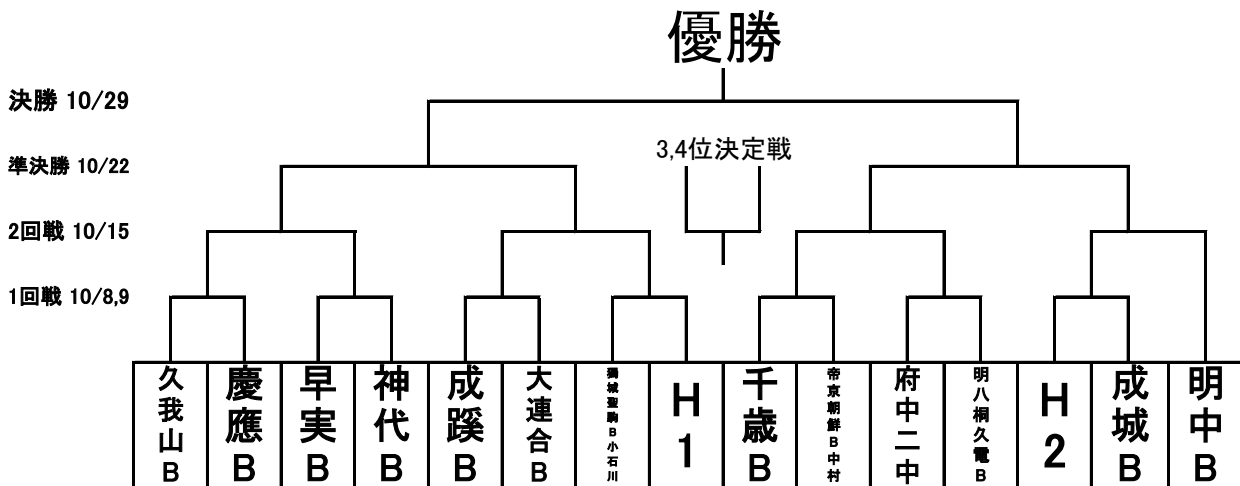 優勝
決勝 10/29
3,4位決定戦
準決勝 10/22
2回戦 10/15
1回戦 10/8,9
久我山B
慶應B
早実B
神代B
成蹊B
大連合B
獨城聖駒B小石川
H1
千歳B
帝京朝鮮B中村
府中二中
明八桐久電B
H2
成城B
明中B